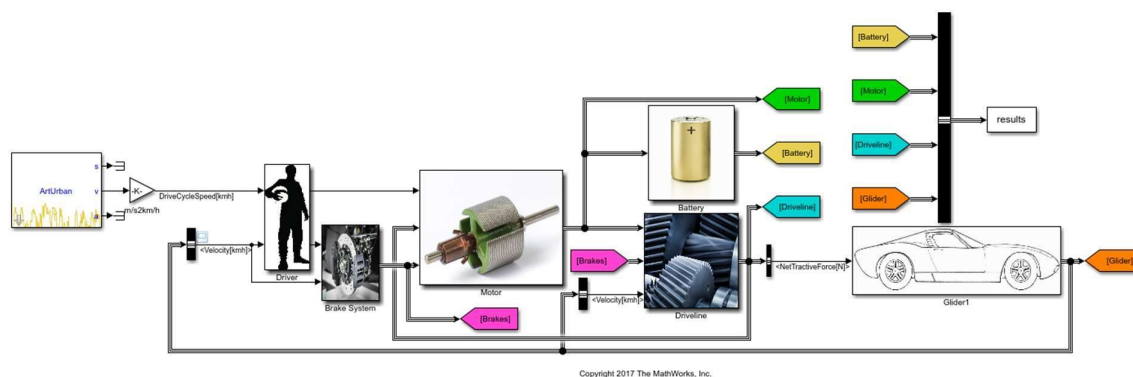 [Battery]
[Motor]
[Motor]
+
[Driveline]
results
s
ArtUrban
v
-K-
DriveCycleSpeed[kmh]
a
m/s2km/h
[Battery]
Battery
[Driveline]
[Glider]
<Velocity[kmh]>
Driver
Brake System
Motor
[Brakes]
<Velocity[kmh]>
Driveline
<NetTractiveForce[N]>
Glider1
[Glider]
[Brakes]
Copyright 2017 The MathWorks, Inc.